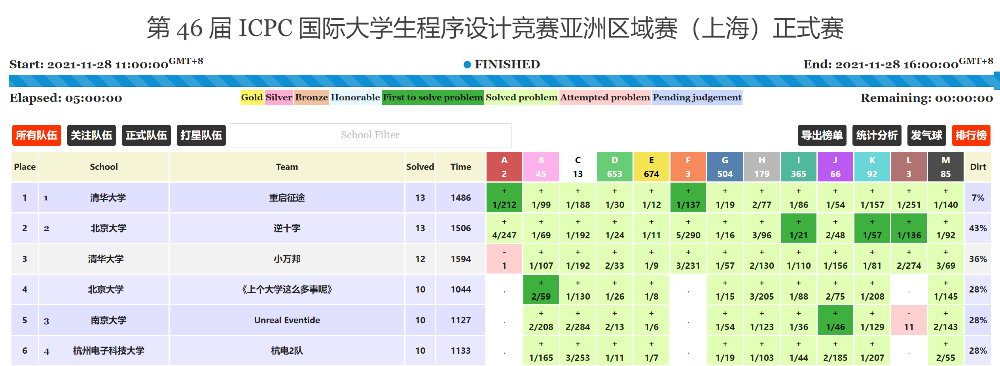 第 46 届 ICPC 国际大学生程序设计竞赛亚洲区域赛（上海）正式赛
Start: 2021-11-28 11:00:00GMT+8 FINISHED End: 2021-11-28 16:00:00GMT+8
Elapsed: 05:00:00 Gold Silver Bronze Honorable First to solve problem Solved problem Attempted problem Pending judgement Remaining: 00:00:00
所有队伍 关注队伍 正式队伍 打星队伍 School Filter 导出榜单 统计分析 发气球 排行榜
Place School Team Solved Time A 2 B 45 C 13 D 653 E 674 F 3 G 504 H 179 I 365 J 66 K 92 L 3 M 85 Dirt
1 1 清华大学 重启征途 13 1486 + 1/212 + 1/99 + 1/188 + 1/30 + 1/12 + 1/137 + 1/19 + 2/77 + 1/86 + 1/54 + 1/157 + 1/251 + 1/140 7%
2 2 北京大学 逆十字 13 1506 + 4/247 + 1/69 + 1/192 + 1/24 + 1/11 + 5/290 + 1/16 + 3/96 + 1/21 + 2/48 + 1/57 + 1/136 + 1/92 43%
3 清华大学 小万邦 12 1594 - 1 + 1/107 + 1/192 + 2/33 + 1/9 + 3/231 + 1/57 + 2/130 + 1/110 + 1/156 + 1/81 + 2/274 + 3/69 36%
4 北京大学 《上个大学这么多事呢》 10 1044 . + 2/59 + 1/130 + 1/26 + 1/8 . + 1/15 + 3/205 + 1/88 + 2/75 + 1/208 . + 1/145 28%
5 3 南京大学 Unreal Eventide 10 1127 . + 2/208 + 2/284 + 2/13 + 1/6 . + 1/54 + 1/123 + 1/36 + 1/46 + 1/129 - 11 + 2/143 28%
6 4 杭州电子科技大学 杭电2队 10 1133 . + 1/165 + 3/253 + 1/11 + 1/7 . + 1/19 + 1/103 + 1/44 + 2/185 + 1/207 . + 2/55 28%